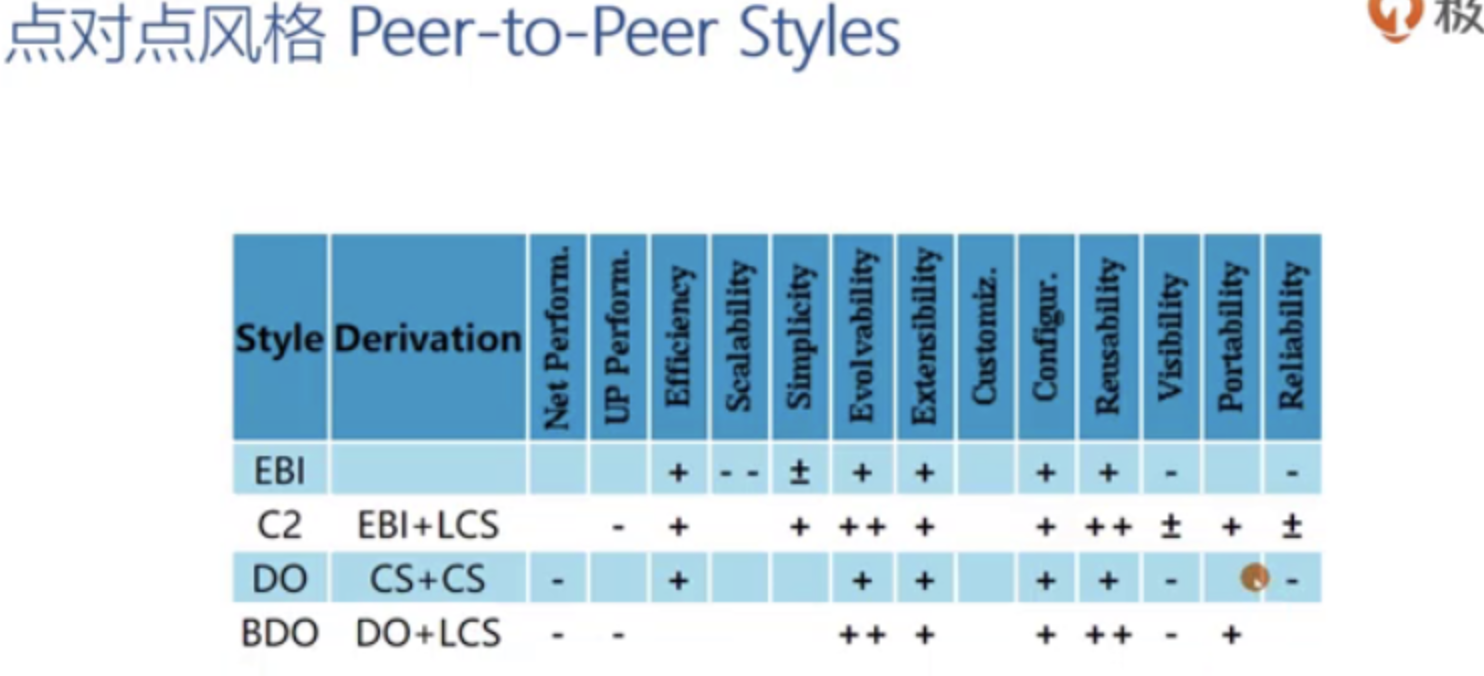 点对点风格 Peer-to-Peer Styles
极
Style Derivation Net Perform. UP Perform. Efficiency Scalability Simplicity Evolvability Extensibility Customiz. Configur. Reusability Visibility Portability Reliability
EBI + - - ± + + + + - -
C2 EBI+LCS - + + ++ + + ++ ± + ±
DO CS+CS - + + + + + - -
BDO DO+LCS - - ++ + + ++ - +